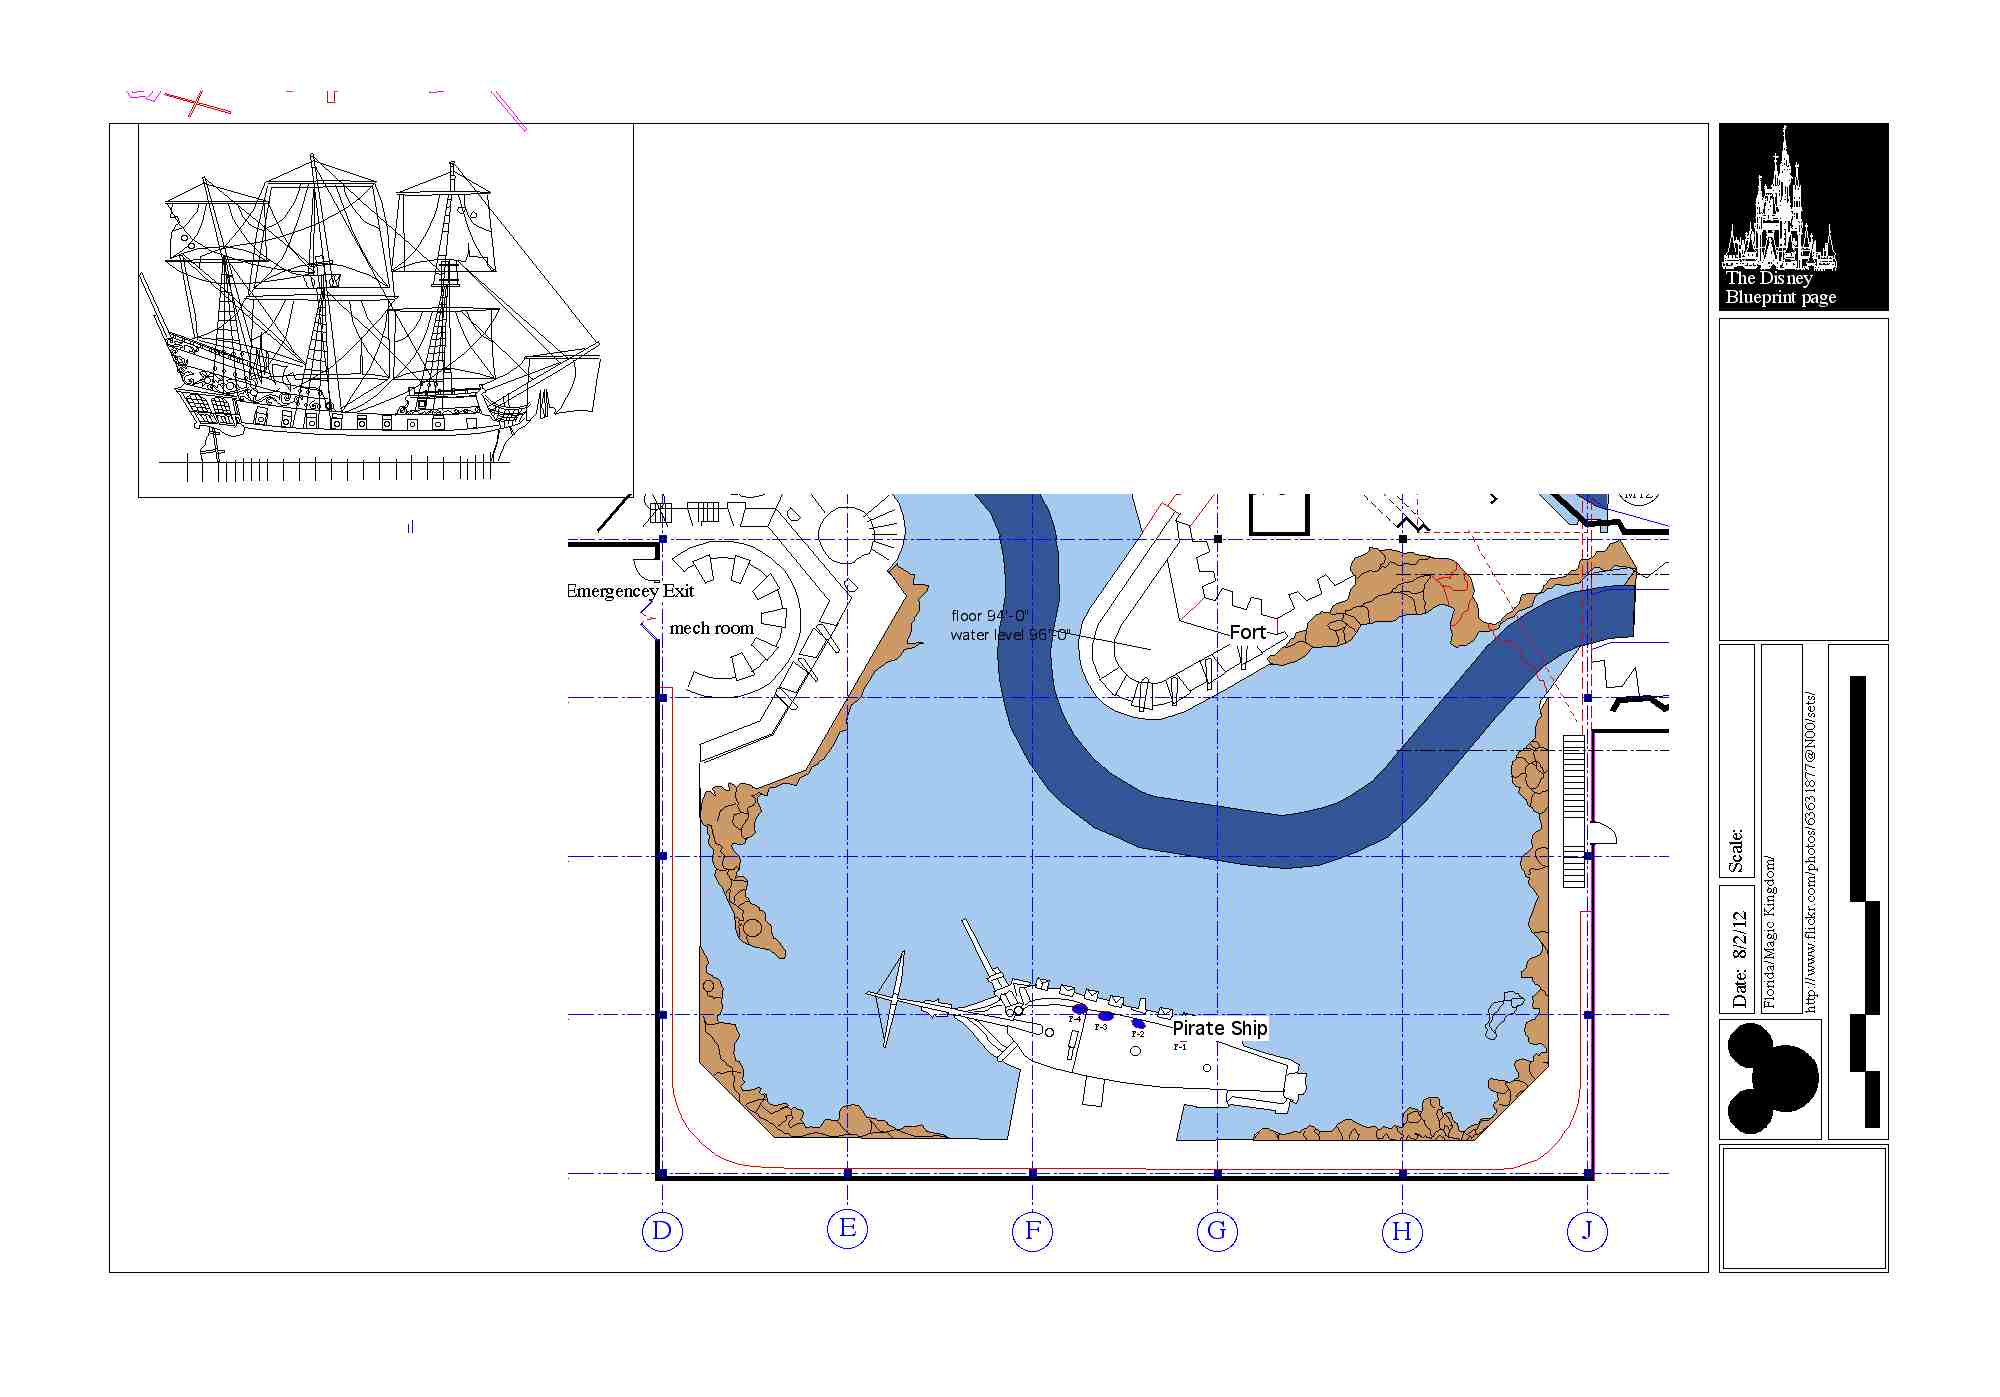 The Disney
Blueprint page
Emergencey Exit
mech room
floor 94'-0"
water level 96'-0"
Fort
M12
Pirate Ship
F-4
F-3
F-2
F-1
D
E
F
G
H
J
Scale:
Date: 8/2/12
Florida/Magic Kingdom/
http://www.flickr.com/photos/63631877@N00/sets/